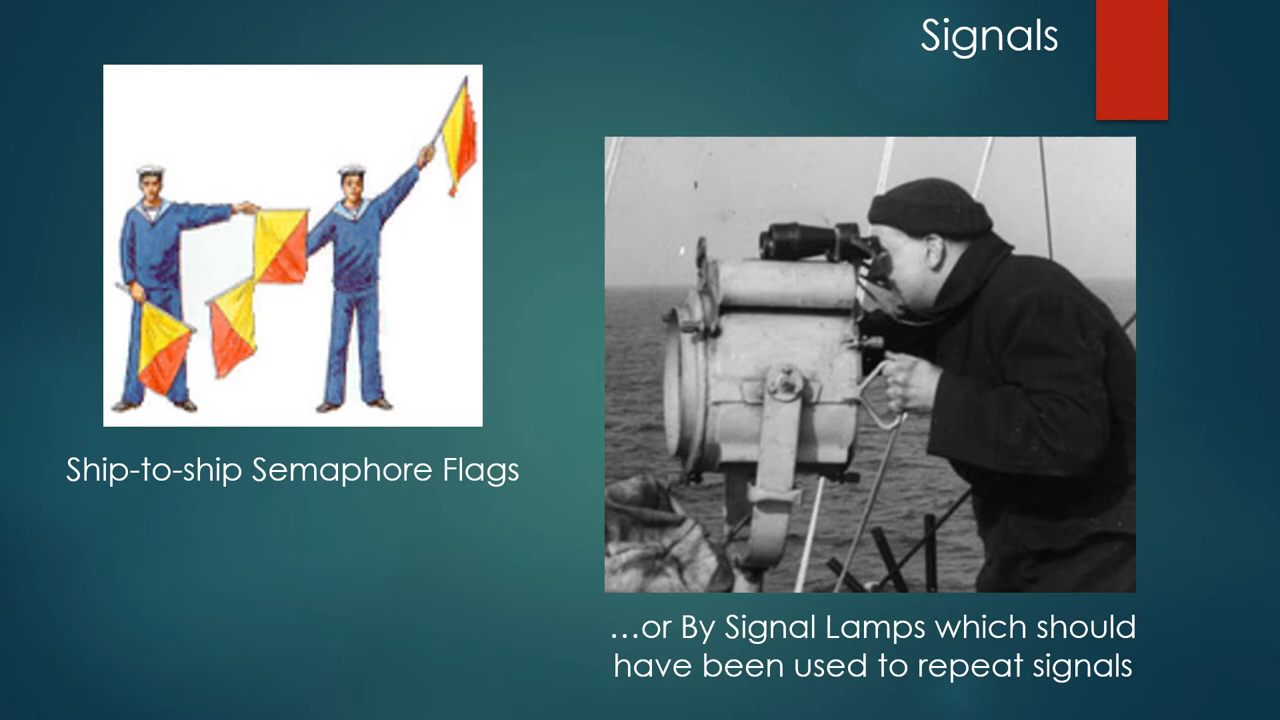 Signals
Ship-to-ship Semaphore Flags
…or By Signal Lamps which should
have been used to repeat signals